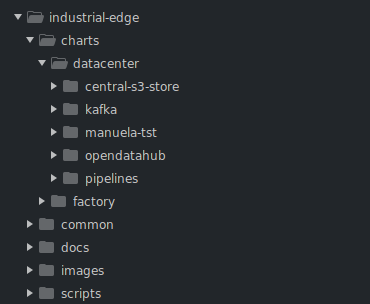 industrial-edge
charts
datacenter
central-s3-store
kafka
manuela-tst
opendatahub
pipelines
factory
common
docs
images
scripts